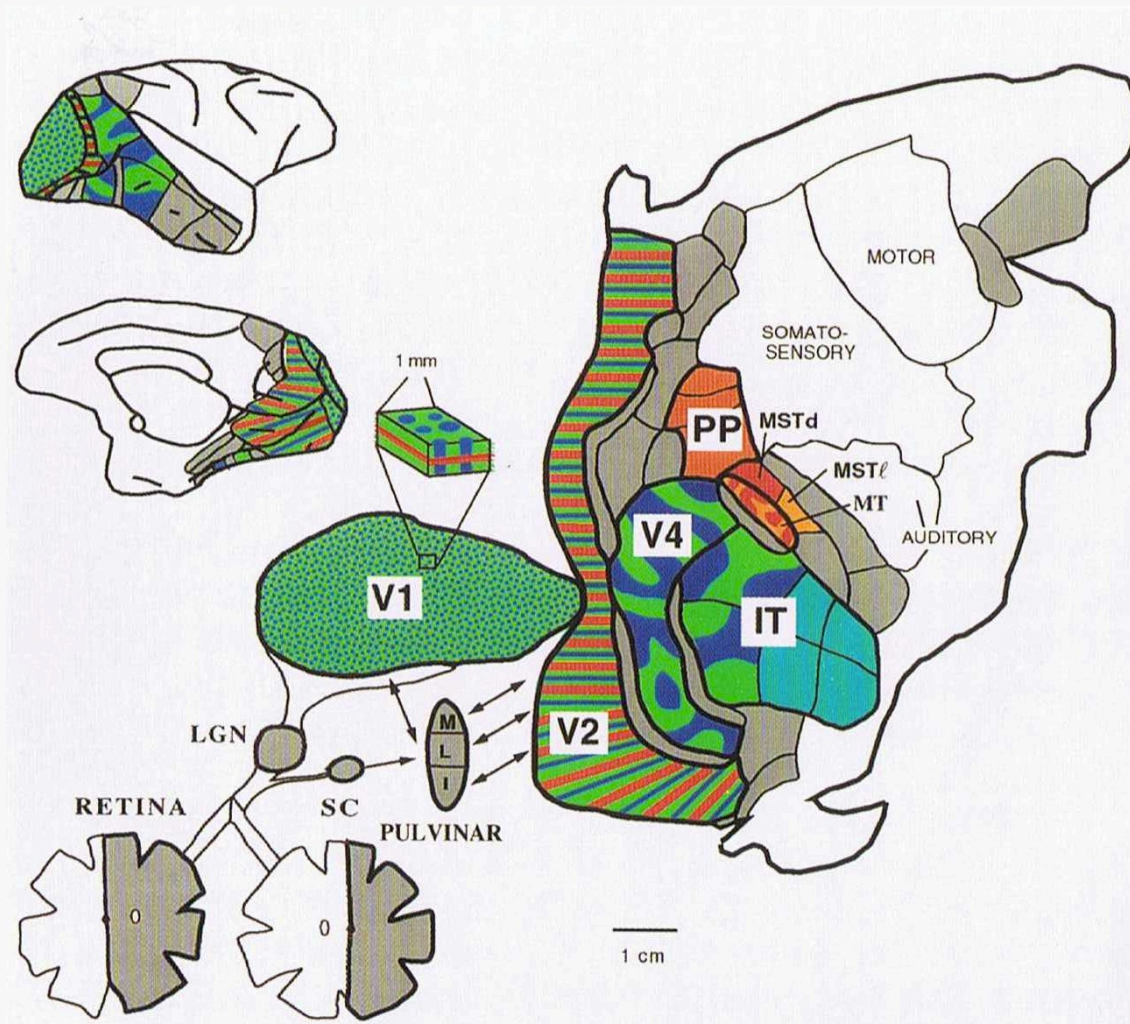 1 mm
MOTOR
SOMATO-
SENSORY
PP
MSTd
MSTℓ
MT
AUDITORY
V4
V1
IT
LGN
M
L
I
V2
RETINA
SC
PULVINAR
0
0
1 cm